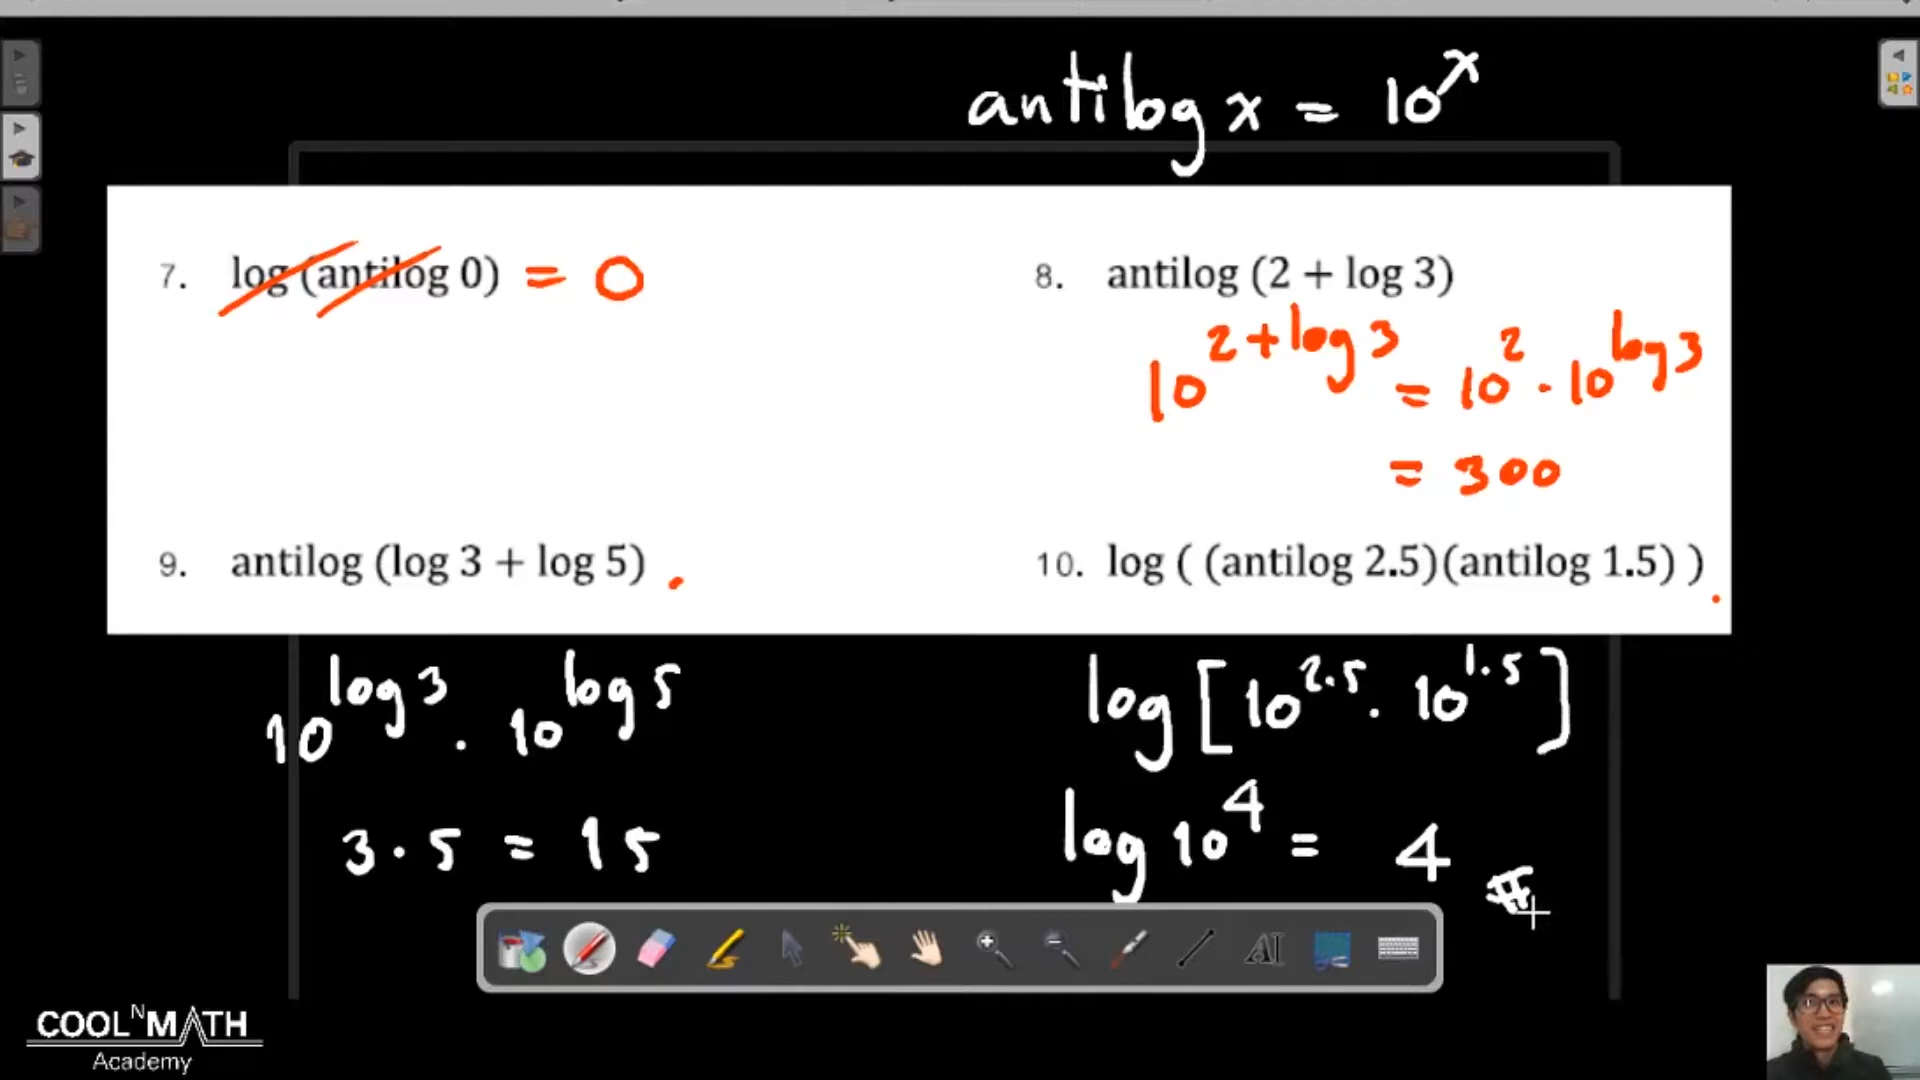 antilog x = 10^x
7. log (antilog 0) = 0
8. antilog (2 + log 3)
10^2+log 3 = 10^2 · 10^log 3
= 300
9. antilog (log 3 + log 5) .
10. log ( (antilog 2.5)(antilog 1.5) ) .
10^log 3 · 10^log 5
3 · 5 = 15
log [ 10^2.5 · 10^1.5 ]
log 10^4 = 4 #
AI
COOL N MATH
Academy